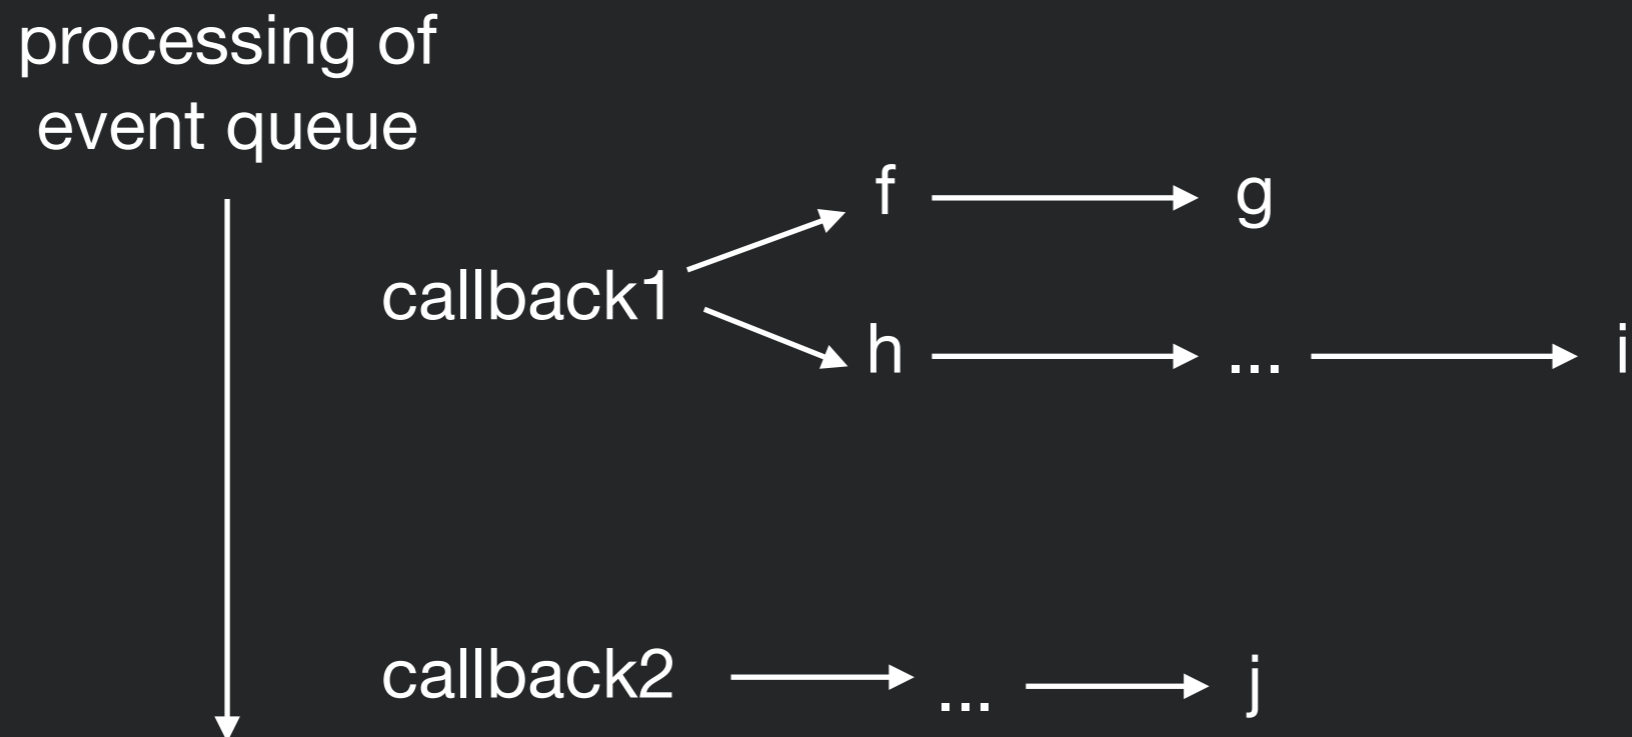 processing of
event queue
f g
callback1
h ... i
callback2 ... j